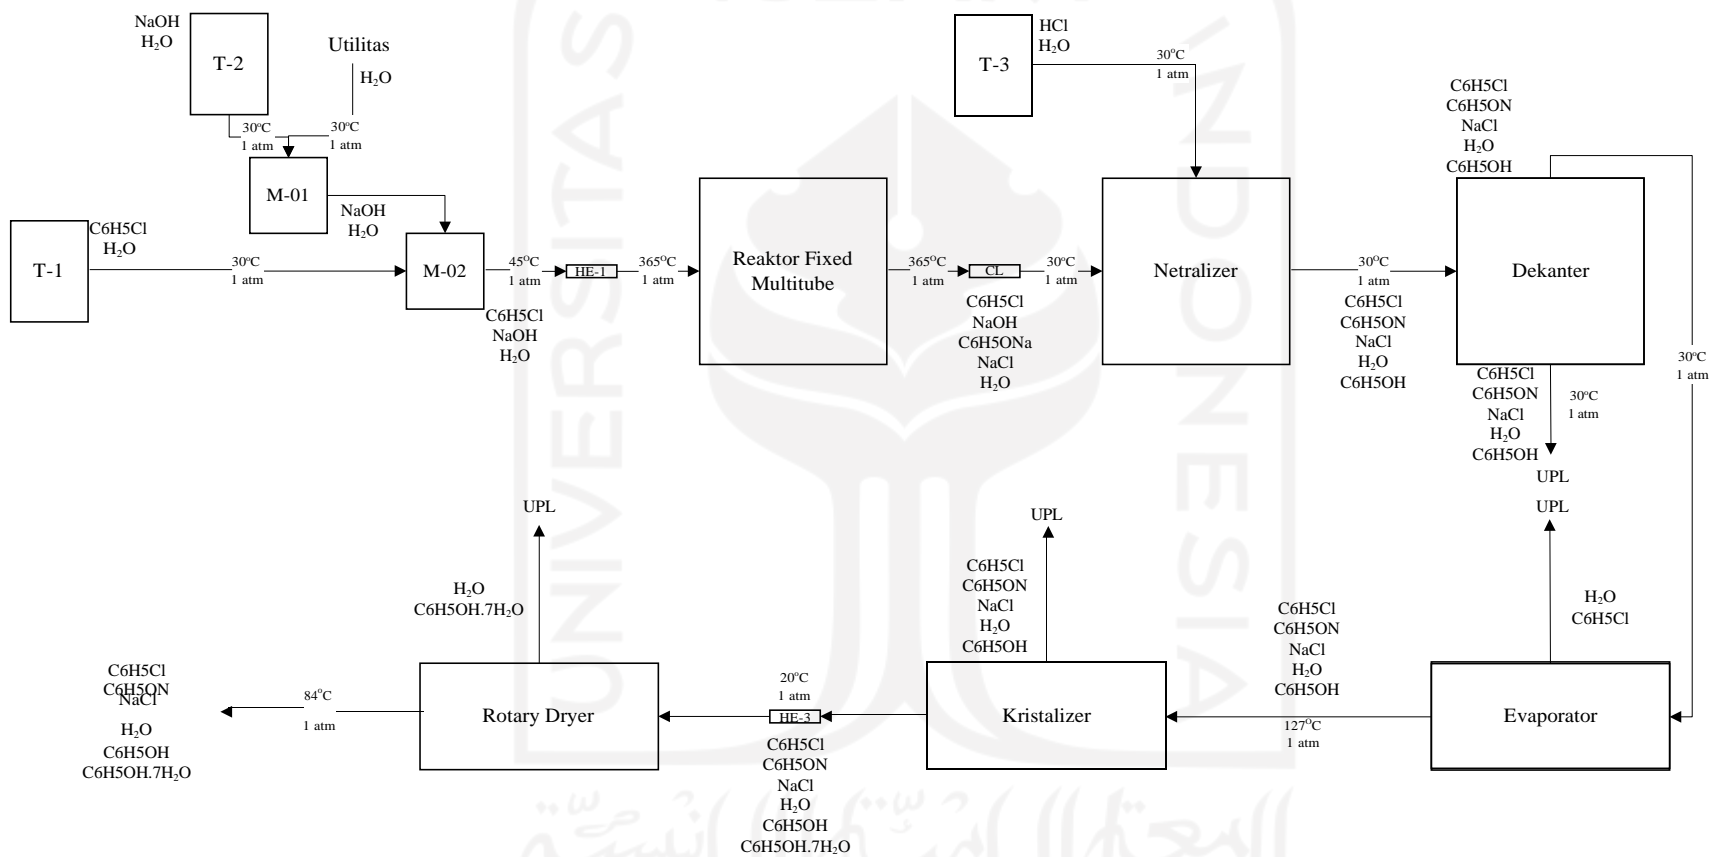 NaOH
H₂O
T-2
Utilitas
H₂O
30°C
1 atm
30°C
1 atm
M-01
NaOH
H₂O
C6H5Cl
H₂O
T-1
30°C
1 atm
M-02
45°C
1 atm
C6H5Cl
NaOH
H₂O
HE-1
365°C
1 atm
Reaktor Fixed
Multitube
365°C
1 atm
CL
30°C
1 atm
C6H5Cl
NaOH
C6H5ONa
NaCl
H₂O
HCl
H₂O
T-3
30°C
1 atm
Netralizer
30°C
1 atm
C6H5Cl
C6H5ON
NaCl
H₂O
C6H5OH
C6H5Cl
C6H5ON
NaCl
H₂O
C6H5OH
Dekanter
30°C
1 atm
C6H5Cl
C6H5ON
NaCl
H₂O
C6H5OH
30°C
1 atm
UPL
UPL
H₂O
C6H5Cl
Evaporator
C6H5Cl
C6H5ON
NaCl
H₂O
C6H5OH
127°C
1 atm
UPL
C6H5Cl
C6H5ON
NaCl
H₂O
C6H5OH
Kristalizer
20°C
1 atm
HE-3
C6H5Cl
C6H5ON
NaCl
H₂O
C6H5OH
C6H5OH.7H₂O
UPL
H₂O
C6H5OH.7H₂O
Rotary Dryer
84°C
1 atm
C6H5Cl
C6H5ON
NaCl
H₂O
C6H5OH
C6H5OH.7H₂O
UNIVERSITAS
INDONESIA